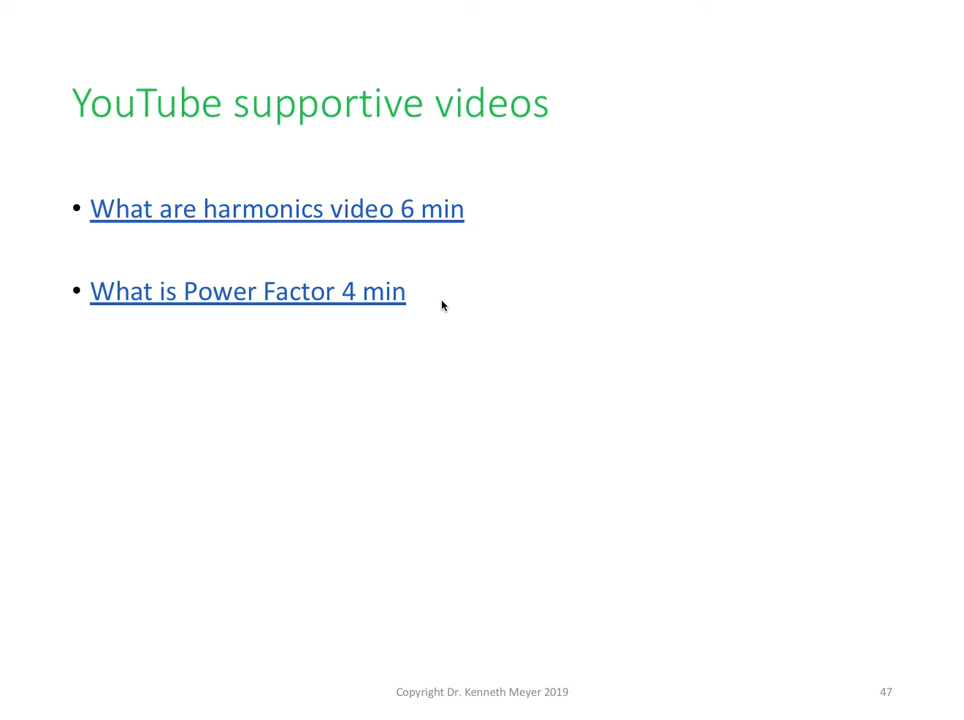 YouTube supportive videos
• What are harmonics video 6 min
• What is Power Factor 4 min
Copyright Dr. Kenneth Meyer 2019
47